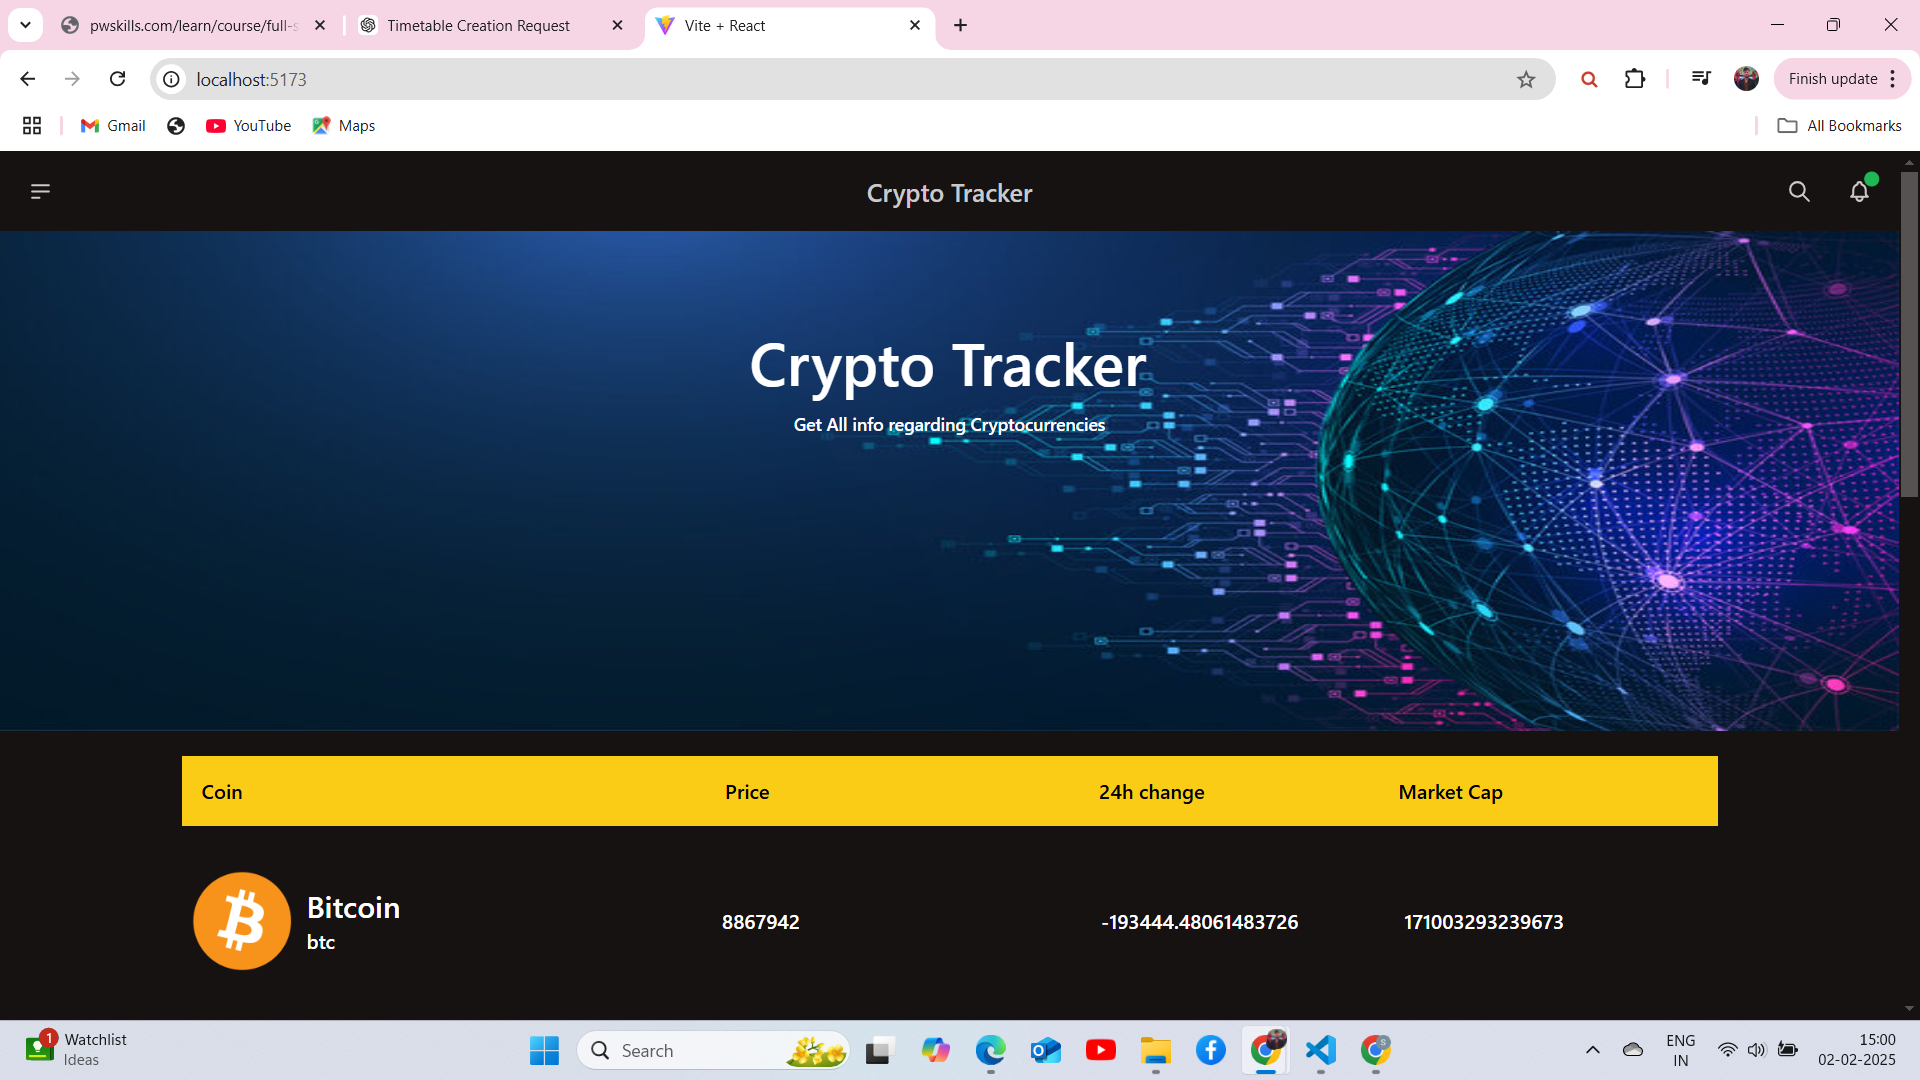 pwskills.com/learn/course/full-s
Timetable Creation Request
Vite + React
localhost:5173
Finish update
Gmail
YouTube
Maps
All Bookmarks
Crypto Tracker
Crypto Tracker
Get All info regarding Cryptocurrencies
Coin Price 24h change Market Cap
Bitcoin
btc
8867942 -193444.48061483726 171003293239673
1
Watchlist
Ideas
Search
S
ENG
IN
15:00
02-02-2025